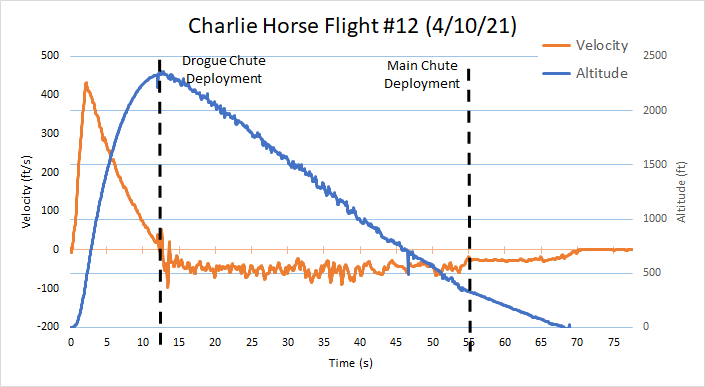 Charlie Horse Flight #12 (4/10/21)
Velocity
Altitude
Drogue Chute
Deployment
Main Chute
Deployment
500
400
300
200
100
0
-100
-200
Velocity (ft/s)
2500
2000
1500
1000
500
0
Altitude (ft)
0 5 10 15 20 25 30 35 40 45 50 55 60 65 70 75
Time (s)